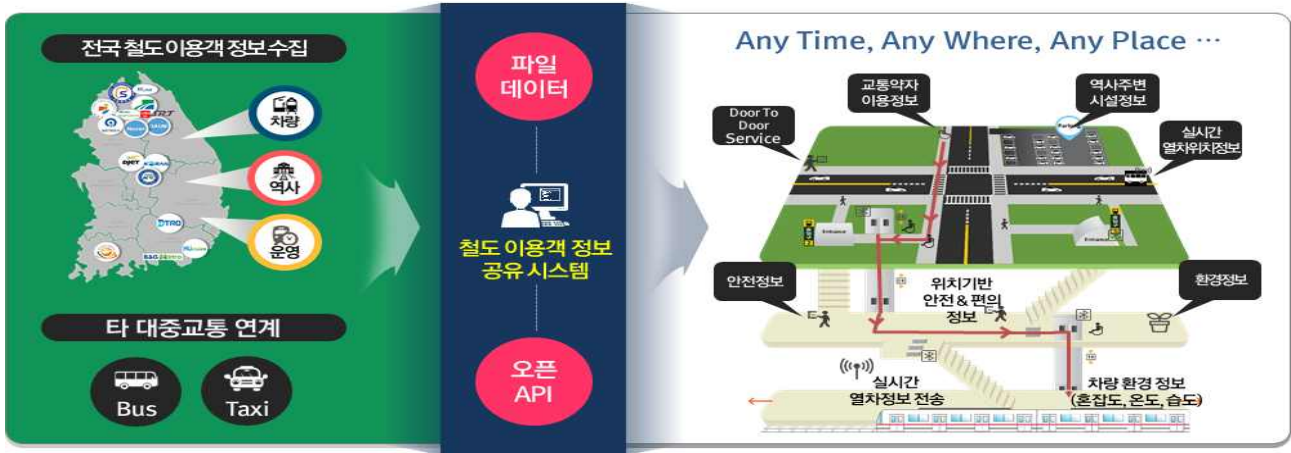 전국 철도 이용객 정보 수집
SRT
DTRO
차량
역사
운영
타 대중교통 연계
Bus
Taxi
파일
데이터
철도 이용객 정보
공유 시스템
오픈
API
Any Time, Any Where, Any Place …
교통약자
이용정보
역사주변
시설정보
Door To
Door
Service
실시간
열차위치정보
Parking
Entrance
Entrance
안전정보
위치기반
안전 & 편의
정보
환경정보
실시간
열차정보 전송
차량 환경 정보
(혼잡도, 온도, 습도)